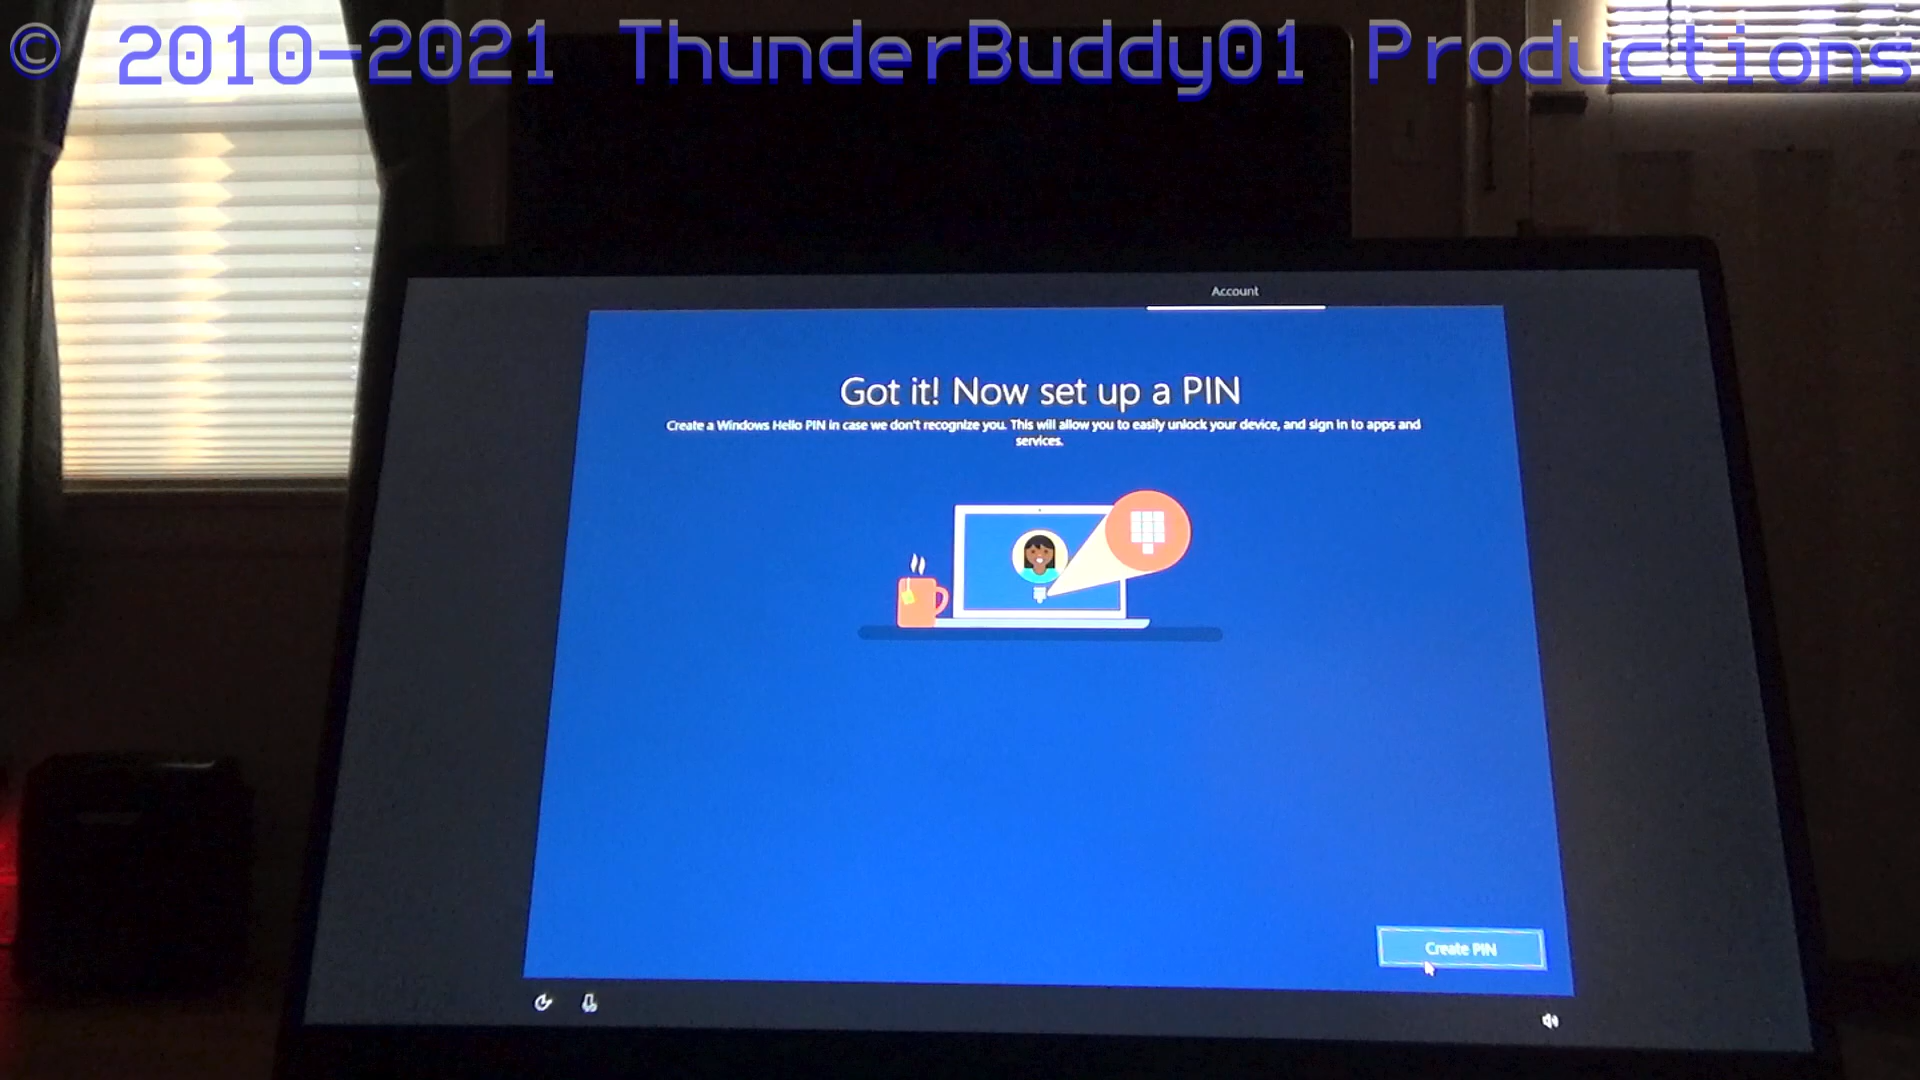 © 2010-2021 ThunderBuddy01 Productions
Account
Got it! Now set up a PIN
Create a Windows Hello PIN in case we don't recognize you. This will allow you to easily unlock your device, and sign in to apps and
services.
Create PIN